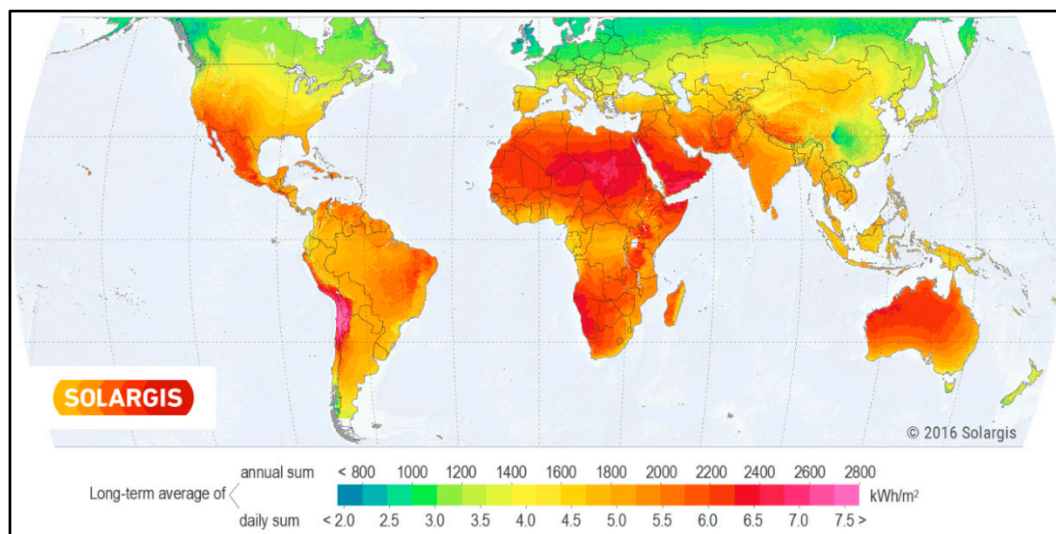 SOLARGIS
© 2016 Solargis
annual sum < 800 1000 1200 1400 1600 1800 2000 2200 2400 2600 2800
Long-term average of kWh/m²
daily sum < 2.0 2.5 3.0 3.5 4.0 4.5 5.0 5.5 6.0 6.5 7.0 7.5 >